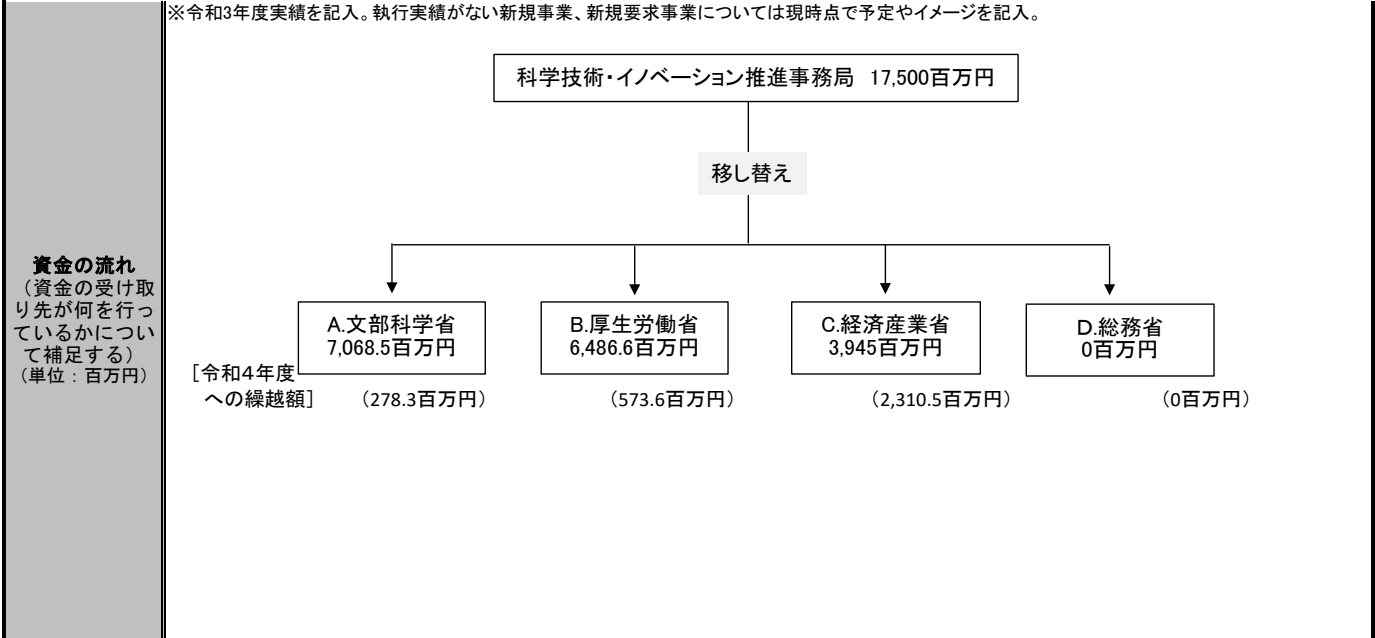 ※令和3年度実績を記入。執行実績がない新規事業、新規要求事業については現時点で予定やイメージを記入。
資金の流れ
（資金の受け取
り先が何を行っ
ているかについ
て補足する）
（単位：百万円）
科学技術・イノベーション推進事務局 17,500百万円
移し替え
A.文部科学省
7,068.5百万円
B.厚生労働省
6,486.6百万円
C.経済産業省
3,945百万円
D.総務省
0百万円
［令和４年度
への繰越額］ （278.3百万円） （573.6百万円） （2,310.5百万円） （0百万円）